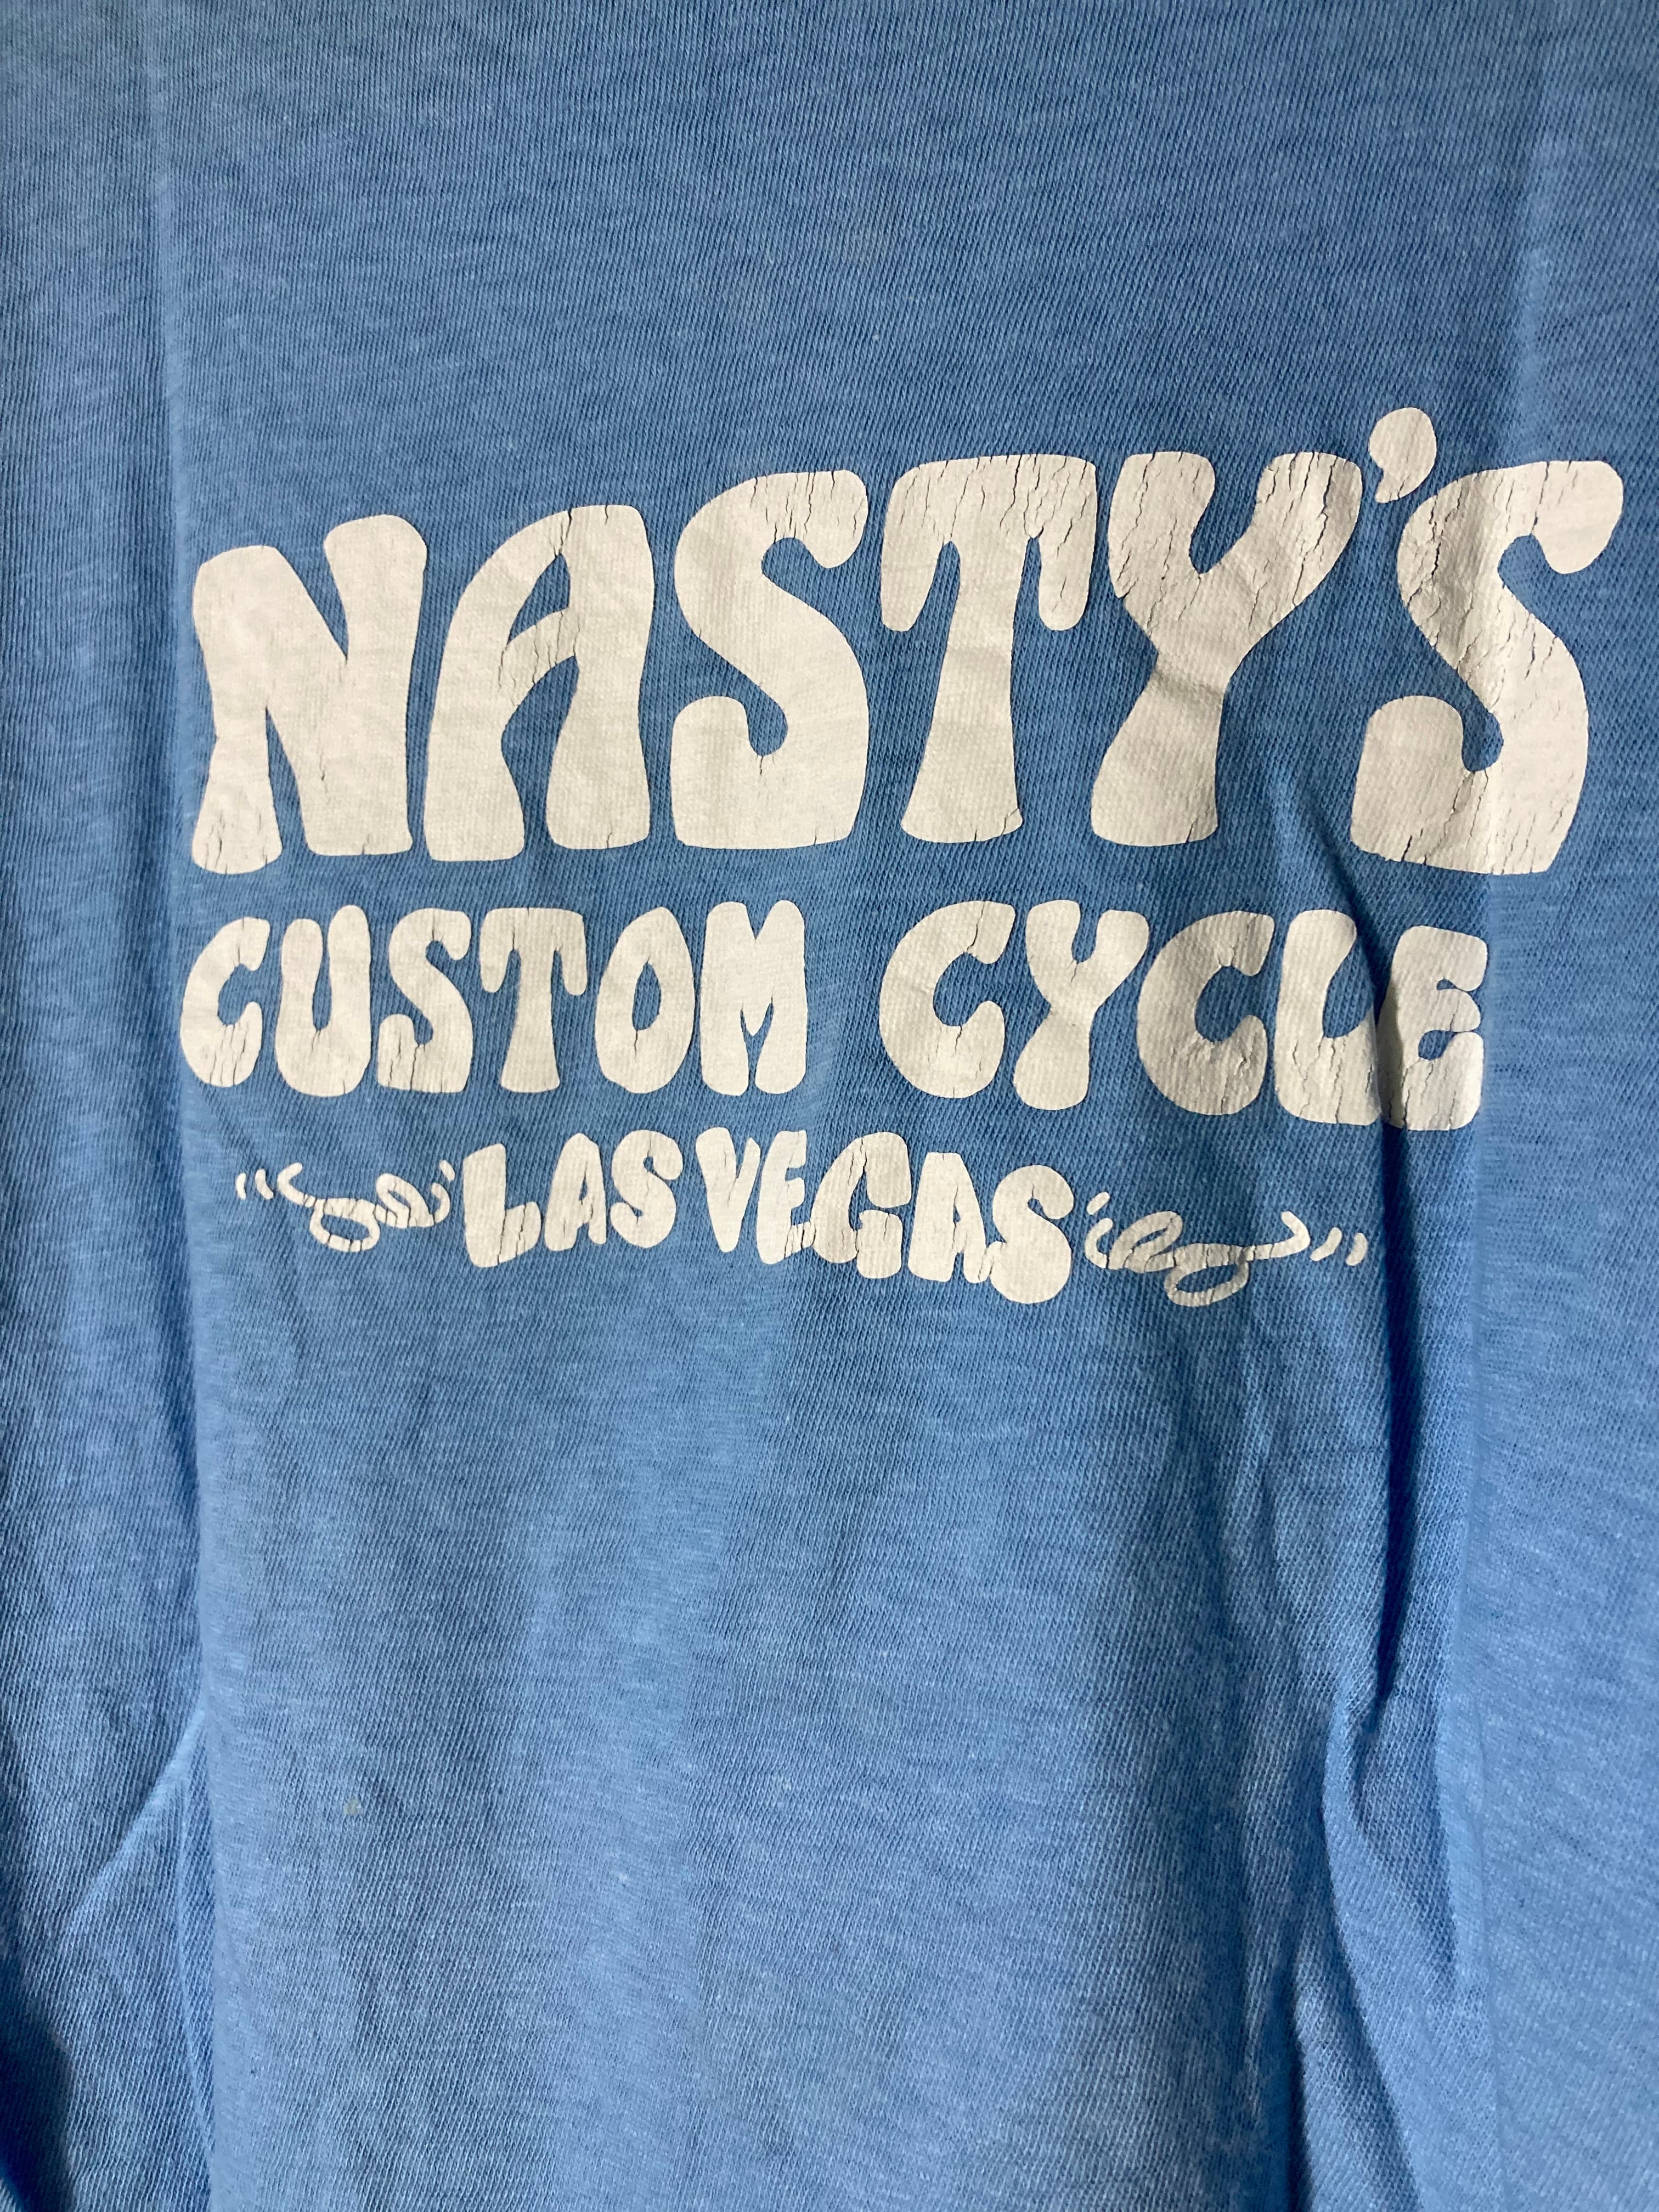 NASTY'S
CUSTOM CYCLE
LAS VEGAS